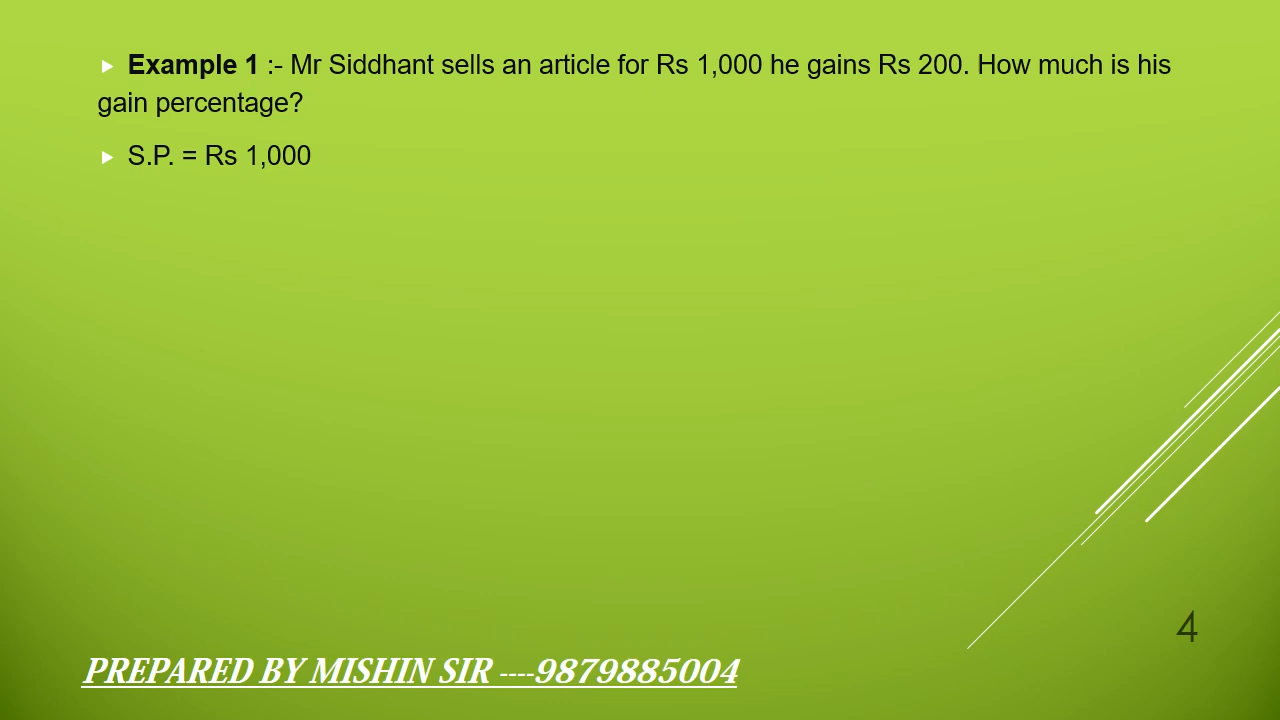 Example 1 :- Mr Siddhant sells an article for Rs 1,000 he gains Rs 200. How much is his
gain percentage?
S.P. = Rs 1,000
4
PREPARED BY MISHIN SIR ----9879885004